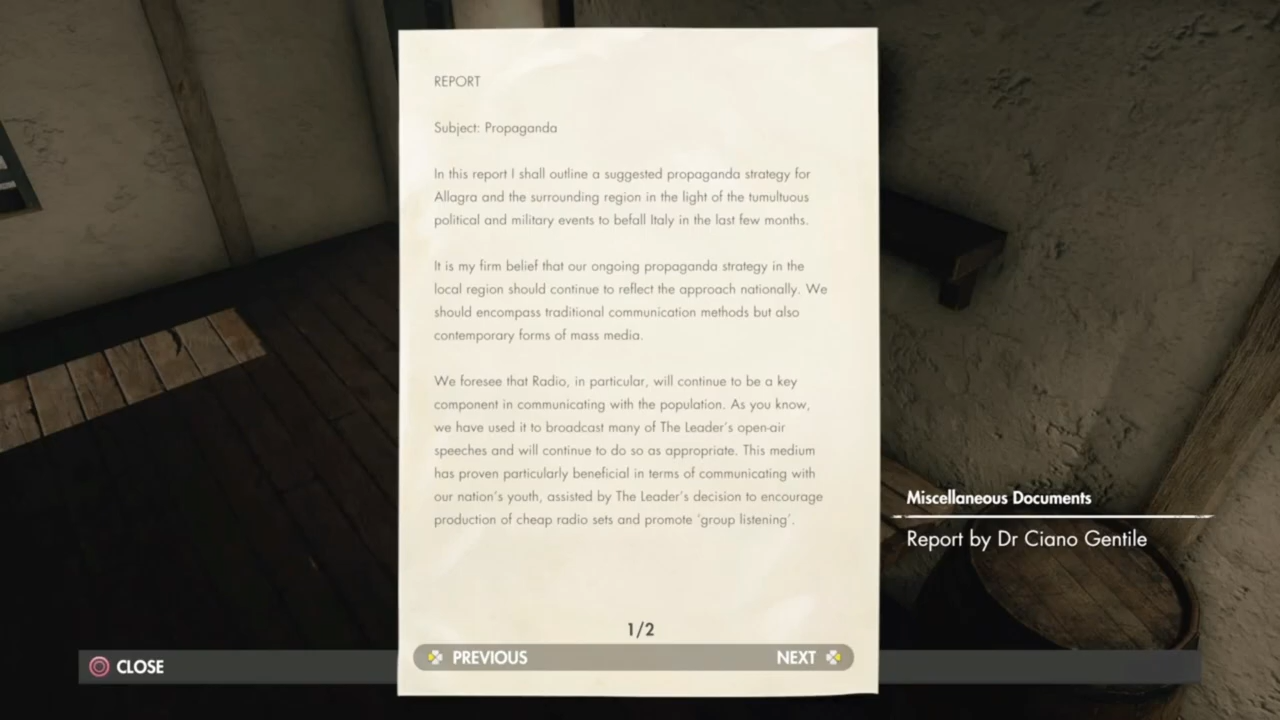 REPORT
Subject: Propaganda
In this report I shall outline a suggested propaganda strategy for
Allagra and the surrounding region in the light of the tumultuous
political and military events to befall Italy in the last few months.
It is my firm belief that our ongoing propaganda strategy in the
local region should continue to reflect the approach nationally. We
should encompass traditional communication methods but also
contemporary forms of mass media.
We foresee that Radio, in particular, will continue to be a key
component in communicating with the population. As you know,
we have used it to broadcast many of The Leader's open-air
speeches and will continue to do so as appropriate. This medium
has proven particularly beneficial in terms of communicating with
our nation's youth, assisted by The Leader's decision to encourage
production of cheap radio sets and promote 'group listening'.
Miscellaneous Documents
Report by Dr Ciano Gentile
1/2
PREVIOUS
NEXT
CLOSE